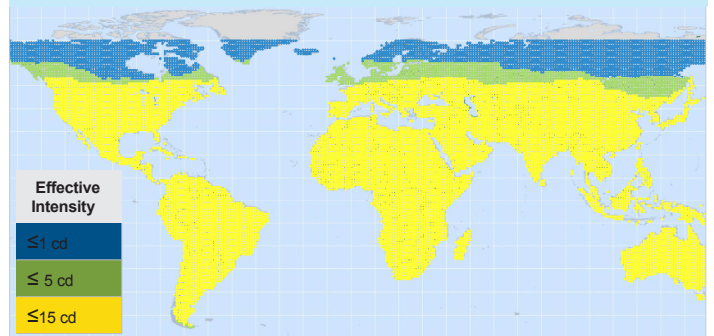 Effective
Intensity
≤1 cd
≤ 5 cd
≤15 cd